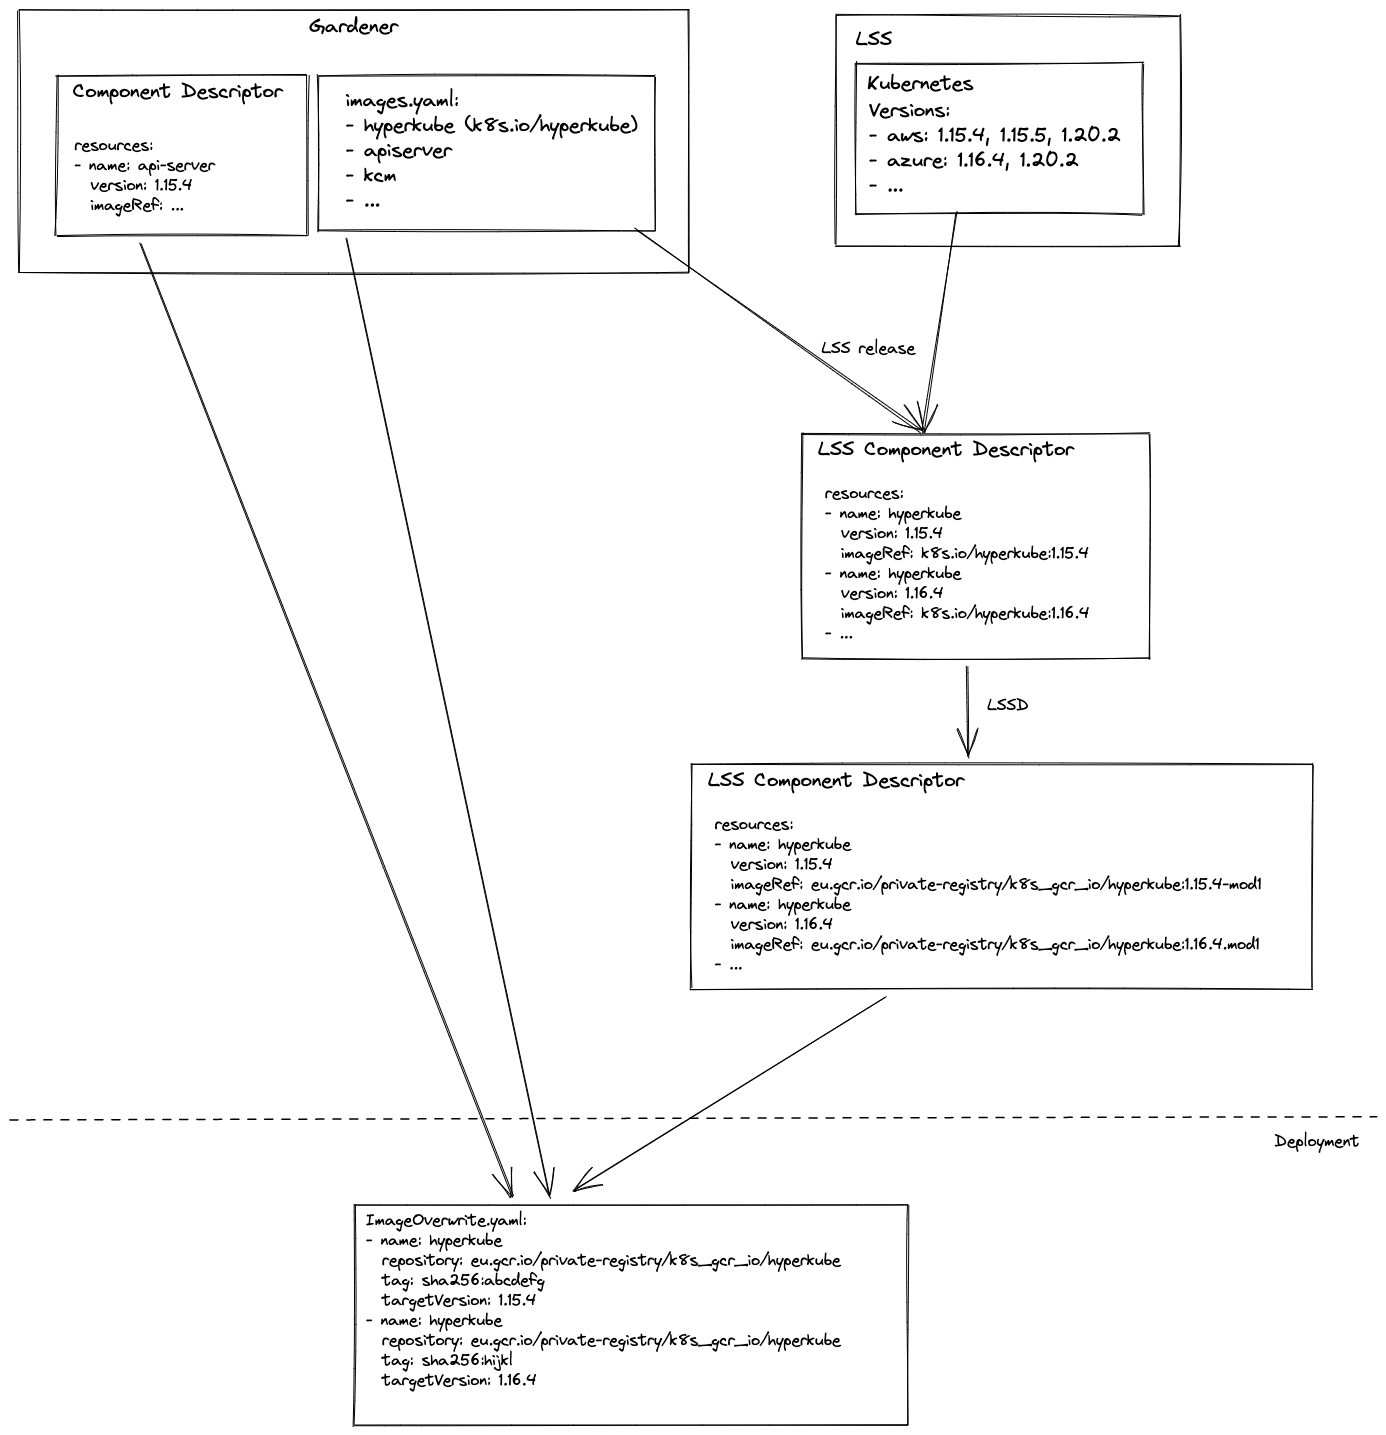 Gardener
Component Descriptor
resources:
- name: api-server
version: 1.15.4
imageRef: ...
images.yaml:
- hyperkube (k8s.io/hyperkube)
- apiserver
- kcm
- ...
LSS
Kubernetes
Versions:
- aws: 1.15.4, 1.15.5, 1.20.2
- azure: 1.16.4, 1.20.2
- ...
LSS release
LSS Component Descriptor
resources:
- name: hyperkube
version: 1.15.4
imageRef: k8s.io/hyperkube:1.15.4
- name: hyperkube
version: 1.16.4
imageRef: k8s.io/hyperkube:1.16.4
- ...
LSSD
LSS Component Descriptor
resources:
- name: hyperkube
version: 1.15.4
imageRef: eu.gcr.io/private-registry/k8s_gcr_io/hyperkube:1.15.4-mod1
- name: hyperkube
version: 1.16.4
imageRef: eu.gcr.io/private-registry/k8s_gcr_io/hyperkube:1.16.4.mod1
- ...
Deployment
ImageOverwrite.yaml:
- name: hyperkube
repository: eu.gcr.io/private-registry/k8s_gcr_io/hyperkube
tag: sha256:abcdefg
targetVersion: 1.15.4
- name: hyperkube
repository: eu.gcr.io/private-registry/k8s_gcr_io/hyperkube
tag: sha256:hijkl
targetVersion: 1.16.4